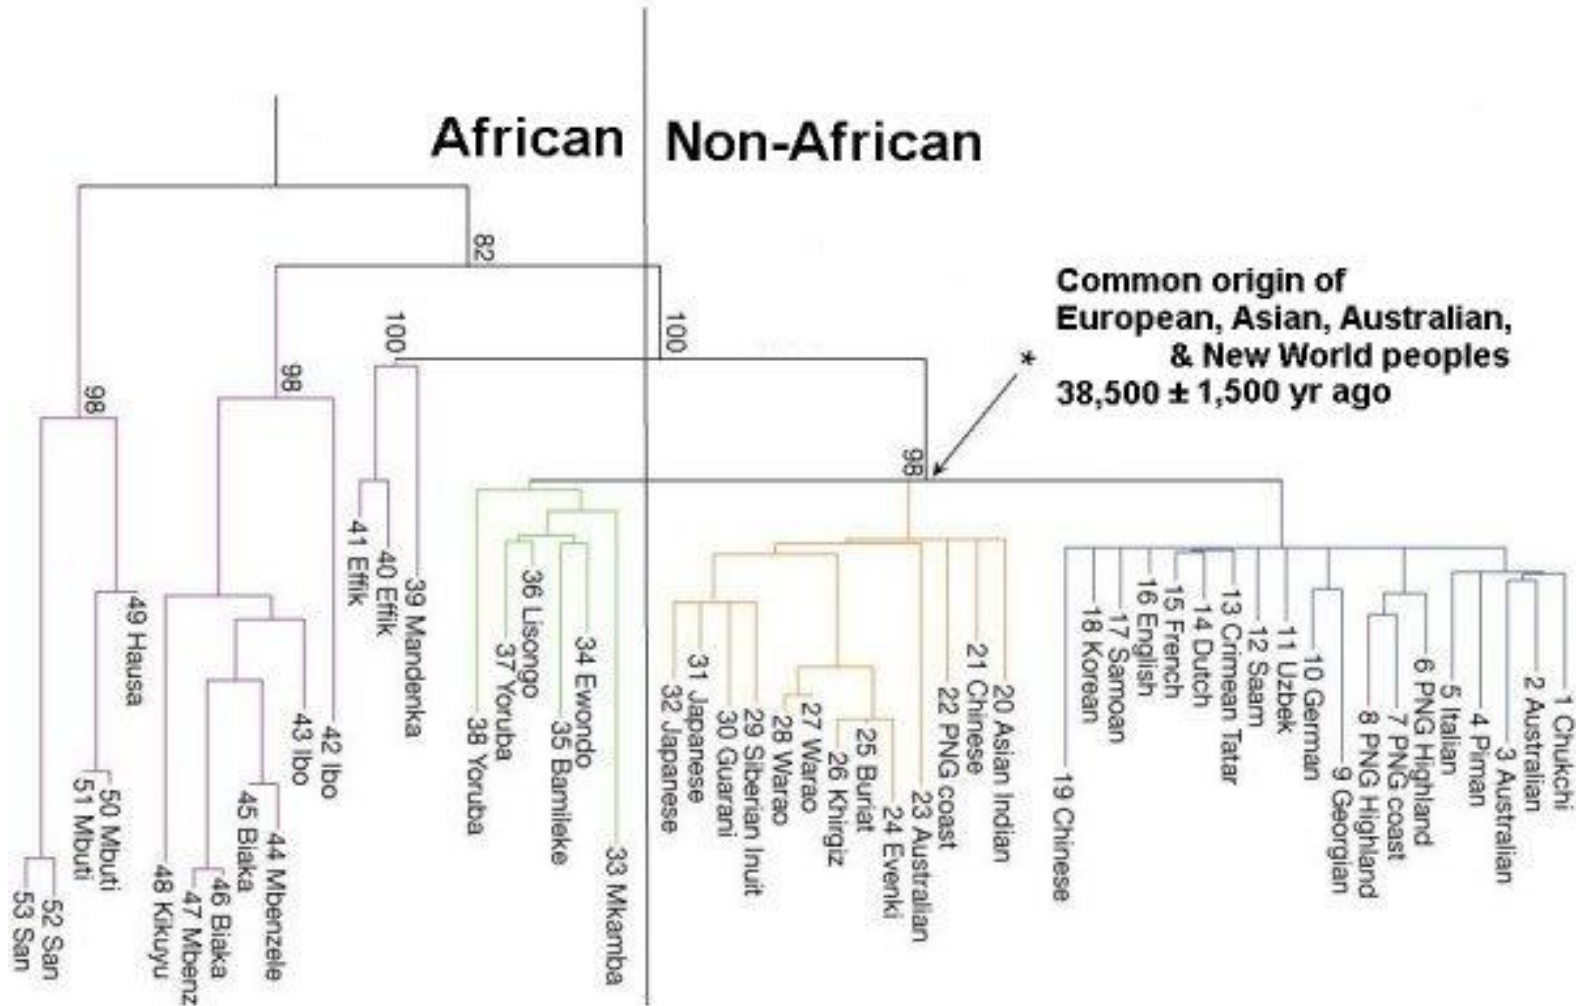 African
Non-African
Common origin of
European, Asian, Australian,
& New World peoples
38,500 ± 1,500 yr ago
*
82
100
100
98
98
98
53 San
52 San
51 Mbuti
50 Mbuti
49 Hausa
48 Kikuyu
47 Mbenz
46 Biaka
45 Biaka
44 Mbenzele
43 Ibo
42 Ibo
41 Effik
40 Effik
39 Mandenka
38 Yoruba
37 Yoruba
36 Lisongo
35 Bamileke
34 Ewondo
33 Mkamba
32 Japanese
31 Japanese
30 Guarani
29 Siberian Inuit
28 Warao
27 Warao
26 Khirgiz
25 Buriat
24 Evenki
23 Australian
22 PNG coast
21 Chinese
20 Asian Indian
19 Chinese
18 Korean
17 Samoan
16 English
15 French
14 Dutch
13 Crimean Tatar
12 Saam
11 Uzbek
10 German
9 Georgian
8 PNG Highland
7 PNG coast
6 PNG Highland
5 Italian
4 Piman
3 Australian
2 Australian
1 Chukchi